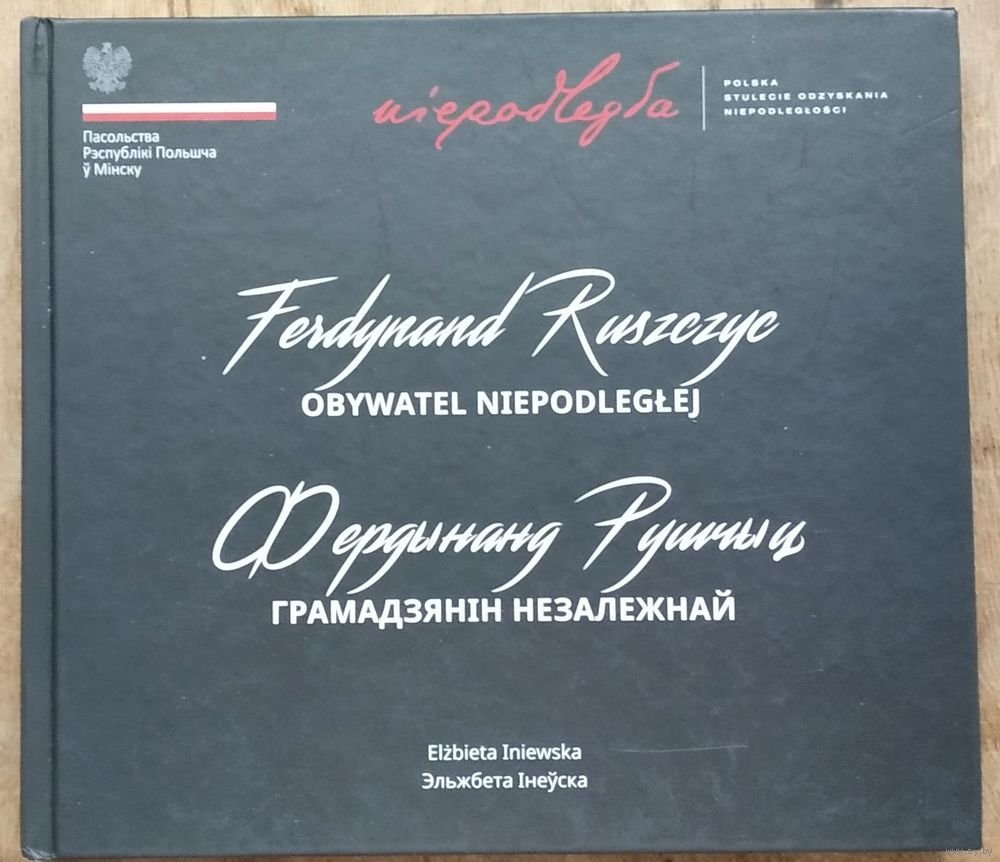 Пасольства
Рэспублікі Польшча
ў Мінску
niepodległa
POLSKA
STULECIE ODZYSKANIA
NIEPODLEGŁOŚCI
Ferdynand Ruszczyc
OBYWATEL NIEPODLEGŁEJ
Фердынанд Рушчыц
ГРАМАДЗЯНІН НЕЗАЛЕЖНАЙ
Elżbieta Iniewska
Эльжбета Інеўска